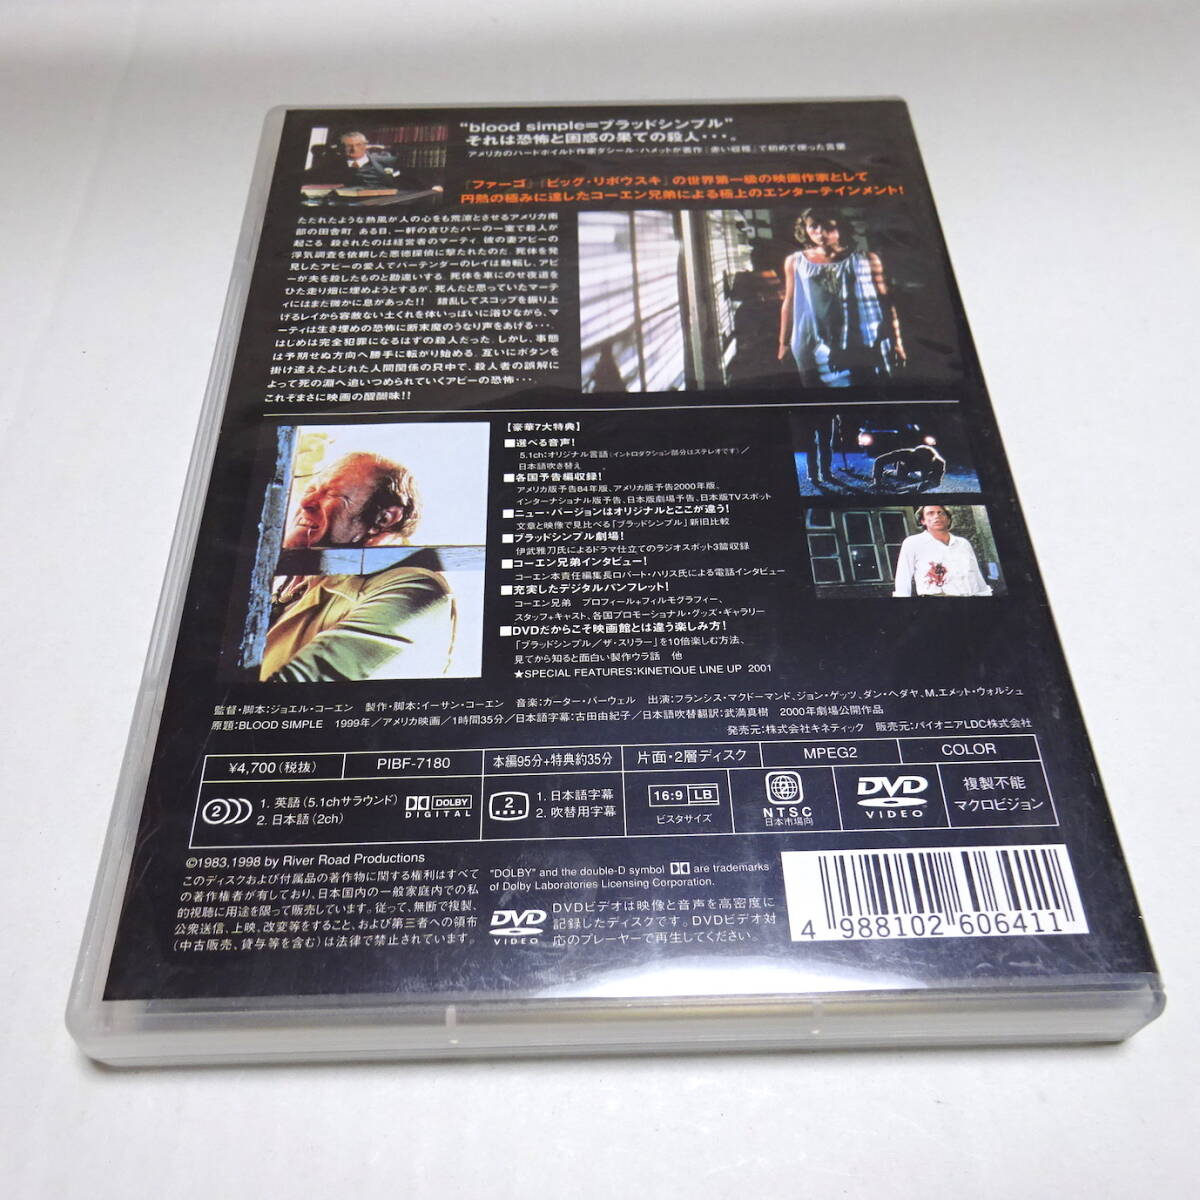 "blood simple=ブラッドシンプル"
それは恐怖と困惑の果ての殺人・・・。
アメリカのハードボイルド作家ダシール・ハメットが著作『赤い収穫』で初めて使った言葉
『ファーゴ』『ビッグ・リボウスキ』の世界第一級の映画作家として
円熟の極みに達したコーエン兄弟による極上のエンターテインメント!
ただれたような熱風が人の心をも荒涼とさせるアメリカ南
部の田舎町。ある日、一軒の古びたバーの一室で殺人が
起こる。殺されたのは経営者のマーティ。彼の妻アビーの
浮気調査を依頼した悪徳探偵に撃たれたのだ。死体を発
見したアビーの愛人でバーテンダーのレイは動転し、アビ
ーが夫を殺したものと勘違いする。死体を車にのせ夜道を
ひた走り畑に埋めようとするが、死んだと思っていたマーテ
ィにはまだ微かに息があった!! 錯乱してスコップを振り上
げるレイから容赦ない土くれを体いっぱいに浴びながら、マ
ーティは生き埋めの恐怖に断末魔のうなり声をあげる・・・。
はじめは完全犯罪になるはずの殺人だった。しかし、事態
は予期せぬ方向へ勝手に転がり始める。互いにボタンを
掛け違えたよじれた人間関係の只中で、殺人者の誤解に
よって死の淵へ追いつめられていくアビーの恐怖・・・。
これぞまさに映画の醍醐味!!
【豪華7大特典】
■選べる音声!
5.1ch:オリジナル言語(イントロダクション部分はステレオです)/
日本語吹き替え
■各国予告編収録!
アメリカ版予告84年版、アメリカ版予告2000年版、
インターナショナル版予告、日本版劇場予告、日本版TVスポット
■ニュー・バージョンはオリジナルとここが違う!
文章と映像で見比べる「ブラッドシンプル」新旧比較
■ブラッドシンプル劇場!
伊武雅刀氏によるドラマ仕立てのラジオスポット3篇収録
■コーエン兄弟インタビュー!
コーエン本責任編集長ロバート・ハリス氏による電話インタビュー
■充実したデジタルパンフレット!
コーエン兄弟 プロフィール+フィルモグラフィー、
スタッフ+キャスト、各国プロモーショナル・グッズ・ギャラリー
■DVDだからこそ映画館とは違う楽しみ方!
「ブラッドシンプル/ザ・スリラー」を10倍楽しむ方法、
見てから知ると面白い製作ウラ話 他
★SPECIAL FEATURES:KINETIQUE LINE UP 2001
監督・脚本:ジョエル・コーエン 製作・脚本:イーサン・コーエン 音楽:カーター・バーウェル 出演:フランシス・マクドーマンド、ジョン・ゲッツ、ダン・ヘダヤ、M.エメット・ウォルシュ
原題:BLOOD SIMPLE 1999年/アメリカ映画/1時間35分/日本語字幕:古田由紀子/日本語吹替翻訳:武満真樹 2000年劇場公開作品
発売元:株式会社キネティック 販売元:パイオニアLDC株式会社
¥4,700(税抜) PIBF-7180 本編95分+特典約35分 片面・2層ディスク MPEG2 COLOR
2 1. 英語(5.1chサラウンド)
2. 日本語(2ch)
DOLBY
DIGITAL
2 1. 日本語字幕
2. 吹替用字幕
16:9 LB
ビスタサイズ
2
NTSC
日本市場向
DVD
VIDEO
複製不能
マクロビジョン
©1983,1998 by River Road Productions
このディスクおよび付属品の著作物に関する権利はすべて
の著作権者が有しており、日本国内の一般家庭内での私
的視聴に用途を限って販売しています。従って、無断で複製、
公衆送信、上映、改変等をすること、および第三者への頒布
(中古販売、貸与等を含む)は法律で禁止されています。
"DOLBY" and the double-D symbol are trademarks
of Dolby Laboratories Licensing Corporation.
DVD
VIDEO
DVDビデオは映像と音声を高密度に
記録したディスクです。DVDビデオ対
応のプレーヤーで再生してください。
4 988102 606411